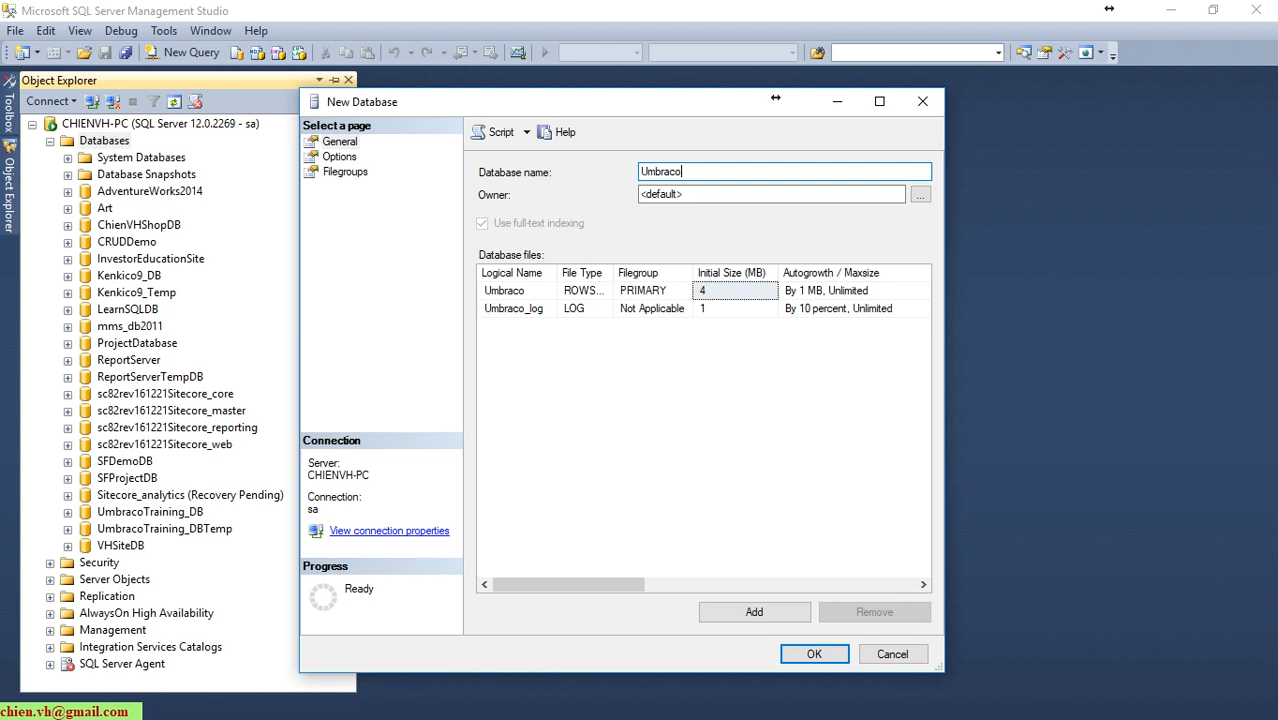 Microsoft SQL Server Management Studio
File Edit View Debug Tools Window Help
New Query
Toolbox
Object Explorer
Object Explorer
Connect
CHIENVH-PC (SQL Server 12.0.2269 - sa)
Databases
System Databases
Database Snapshots
AdventureWorks2014
Art
ChienVHShopDB
CRUDDemo
InvestorEducationSite
Kenkico9_DB
Kenkico9_Temp
LearnSQLDB
mms_db2011
ProjectDatabase
ReportServer
ReportServerTempDB
sc82rev161221Sitecore_core
sc82rev161221Sitecore_master
sc82rev161221Sitecore_reporting
sc82rev161221Sitecore_web
SFDemoDB
SFProjectDB
Sitecore_analytics (Recovery Pending)
UmbracoTraining_DB
UmbracoTraining_DBTemp
VHSiteDB
Security
Server Objects
Replication
AlwaysOn High Availability
Management
Integration Services Catalogs
SQL Server Agent
New Database
Select a page
General
Options
Filegroups
Connection
Server:
CHIENVH-PC
Connection:
sa
View connection properties
Progress
Ready
Script Help
Database name: Umbraco
Owner: <default> ...
Use full-text indexing
Database files:
Logical Name File Type Filegroup Initial Size (MB) Autogrowth / Maxsize
Umbraco ROWS... PRIMARY 4 By 1 MB, Unlimited
Umbraco_log LOG Not Applicable 1 By 10 percent, Unlimited
Add Remove
OK Cancel
chien.vh@gmail.com